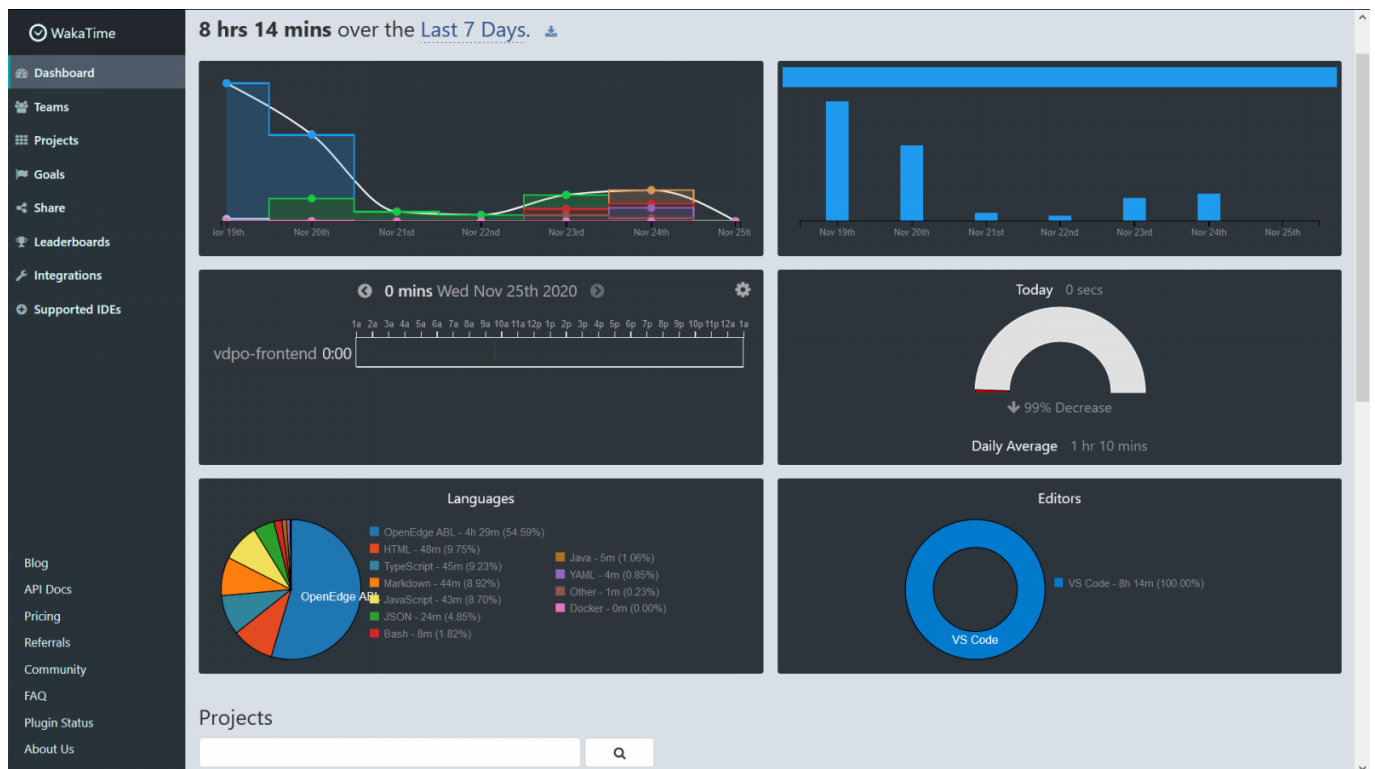 WakaTime
Dashboard
Teams
Projects
Goals
Share
Leaderboards
Integrations
Supported IDEs
Blog
API Docs
Pricing
Referrals
Community
FAQ
Plugin Status
About Us
8 hrs 14 mins over the Last 7 Days.
ov 19th Nov 20th Nov 21st Nov 22nd Nov 23rd Nov 24th Nov 25t
Nov 19th Nov 20th Nov 21st Nov 22nd Nov 23rd Nov 24th Nov 25th
0 mins Wed Nov 25th 2020
1a 2a 3a 4a 5a 6a 7a 8a 9a 10a 11a 12p 1p 2p 3p 4p 5p 6p 7p 8p 9p 10p 11p 12a 1a
vdpo-frontend 0:00
Today 0 secs
99% Decrease
Daily Average 1 hr 10 mins
Languages
OpenEdge ABL
OpenEdge ABL - 4h 29m (54.59%)
HTML - 48m (9.75%)
TypeScript - 45m (9.23%)
Markdown - 44m (8.92%)
JavaScript - 43m (8.70%)
JSON - 24m (4.85%)
Bash - 8m (1.82%)
Java - 5m (1.06%)
YAML - 4m (0.85%)
Other - 1m (0.23%)
Docker - 0m (0.00%)
Editors
VS Code
VS Code - 8h 14m (100.00%)
Projects